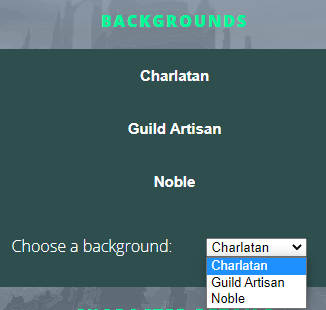 BACKGROUNDS
Charlatan
Guild Artisan
Noble
Choose a background: Charlatan
Charlatan
Guild Artisan
Noble